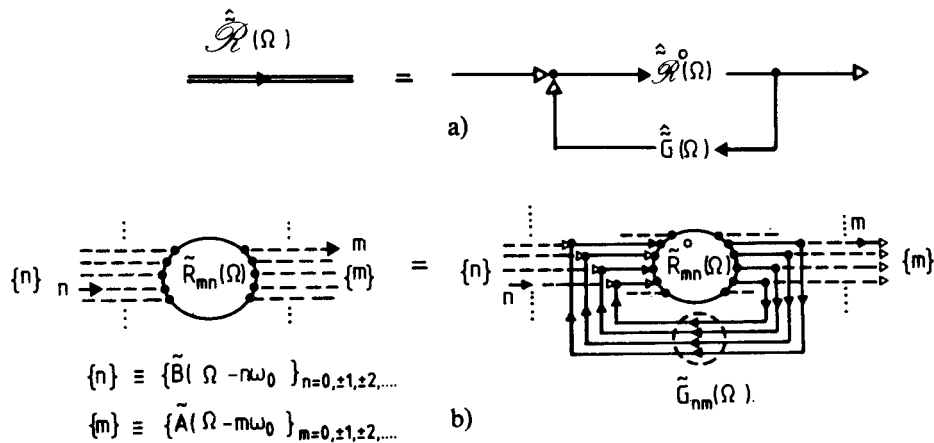 ℛ̃̂(Ω)
= ℛ̃̂°(Ω)
a) G̃̂(Ω)
{n} n R̃ₘₙ(Ω) m {m} = {n} n R̃°ₘₙ(Ω) m {m}
{n} ≡ {B̃(Ω -nω₀ }ₙ₌₀,±₁,±₂,....
G̃ₙₘ(Ω).
{m} ≡ {Ã(Ω -mω₀ }ₘ₌₀,±₁,±₂,....
b)